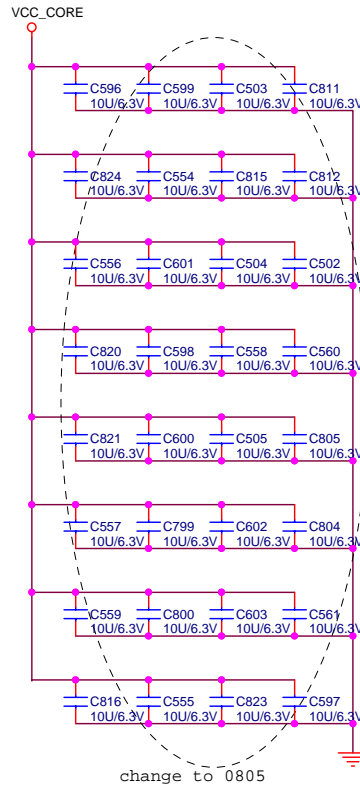 VCC_CORE
C596 C599 C503 C811
10U/6.3V 10U/6.3V 10U/6.3V 10U/6.3V
C824 C554 C815 C812
10U/6.3V 10U/6.3V 10U/6.3V 10U/6.3V
C556 C601 C504 C502
10U/6.3V 10U/6.3V 10U/6.3V 10U/6.3V
C820 C598 C558 C560
10U/6.3V 10U/6.3V 10U/6.3V 10U/6.3V
C821 C600 C505 C805
10U/6.3V 10U/6.3V 10U/6.3V 10U/6.3V
C557 C799 C602 C804
10U/6.3V 10U/6.3V 10U/6.3V 10U/6.3V
C559 C800 C603 C561
10U/6.3V 10U/6.3V 10U/6.3V 10U/6.3V
C816 C555 C823 C597
10U/6.3V 10U/6.3V 10U/6.3V 10U/6.3V
change to 0805